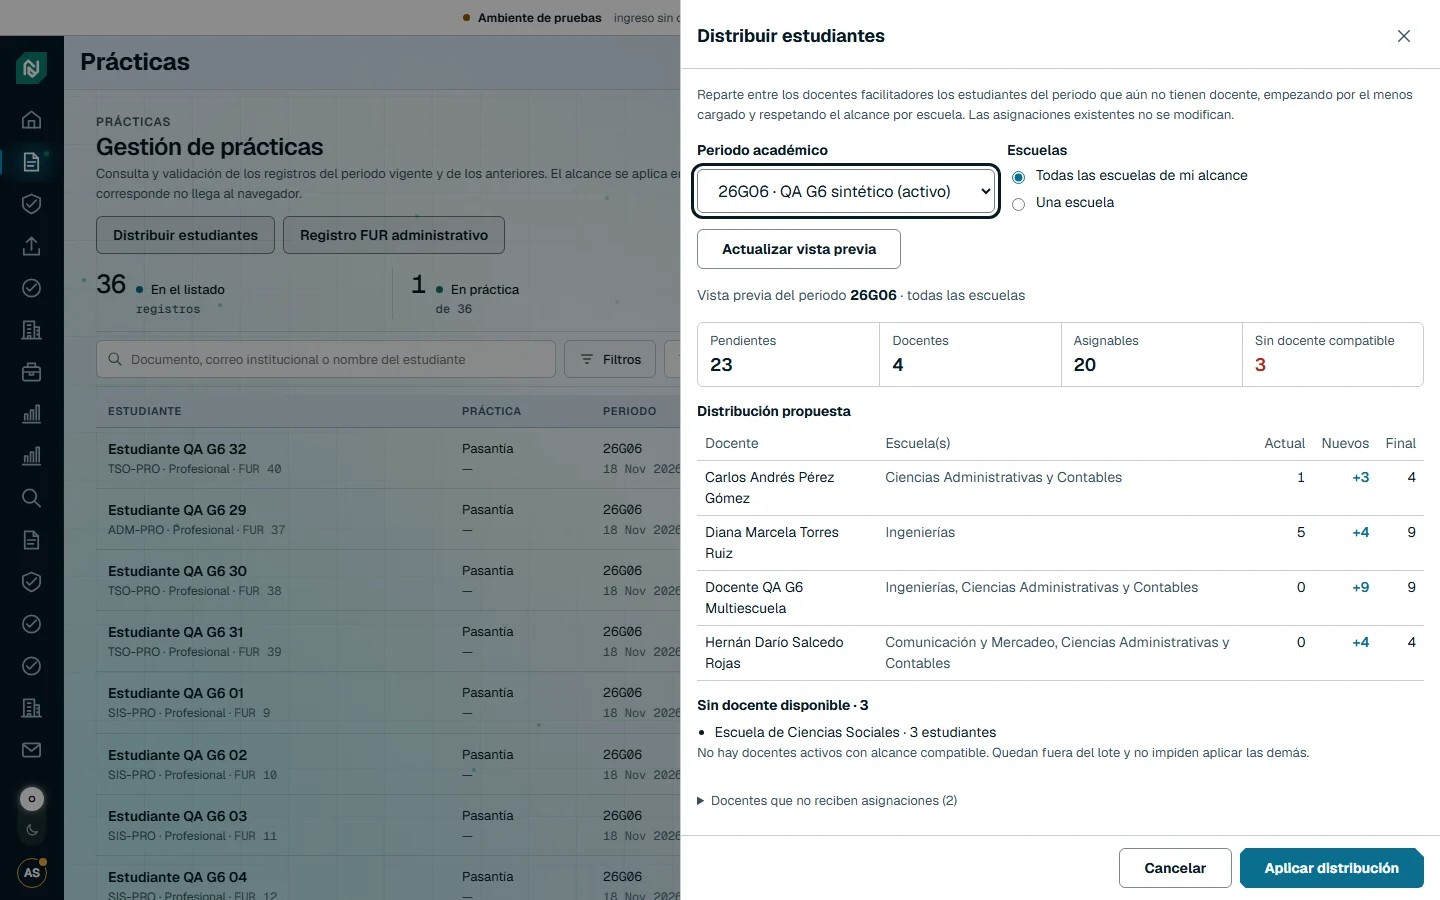 Ambiente de pruebas ingreso sin
Prácticas
PRÁCTICAS
Gestión de prácticas
Consulta y validación de los registros del periodo vigente y de los anteriores. El alcance se aplica
corresponde no llega al navegador.
Distribuir estudiantes
Registro FUR administrativo
36 En el listado
registros
1 En práctica
de 36
Documento, correo institucional o nombre del estudiante
Filtros
ESTUDIANTE PRÁCTICA PERIODO
Estudiante QA G6 32 Pasantía 26G06
TSO-PRO · Profesional · FUR 40 — 18 Nov 2026
Estudiante QA G6 29 Pasantía 26G06
ADM-PRO · Profesional · FUR 37 — 18 Nov 2026
Estudiante QA G6 30 Pasantía 26G06
TSO-PRO · Profesional · FUR 38 — 18 Nov 2026
Estudiante QA G6 31 Pasantía 26G06
TSO-PRO · Profesional · FUR 39 — 18 Nov 2026
Estudiante QA G6 01 Pasantía 26G06
SIS-PRO · Profesional · FUR 9 — 18 Nov 2026
Estudiante QA G6 02 Pasantía 26G06
SIS-PRO · Profesional · FUR 10 — 18 Nov 2026
Estudiante QA G6 03 Pasantía 26G06
SIS-PRO · Profesional · FUR 11 — 18 Nov 2026
Estudiante QA G6 04 Pasantía 26G06
SIS-PRO · Profesional · FUR 12 — 18 Nov 2026
AS
Distribuir estudiantes
Reparte entre los docentes facilitadores los estudiantes del periodo que aún no tienen docente, empezando por el menos
cargado y respetando el alcance por escuela. Las asignaciones existentes no se modifican.
Periodo académico
26G06 · QA G6 sintético (activo)
Escuelas
Todas las escuelas de mi alcance
Una escuela
Actualizar vista previa
Vista previa del periodo 26G06 · todas las escuelas
Pendientes Docentes Asignables Sin docente compatible
23 4 20 3
Distribución propuesta
Docente Escuela(s) Actual Nuevos Final
Carlos Andrés Pérez Ciencias Administrativas y Contables 1 +3 4
Gómez
Diana Marcela Torres Ingenierías 5 +4 9
Ruiz
Docente QA G6 Ingenierías, Ciencias Administrativas y Contables 0 +9 9
Multiescuela
Hernán Darío Salcedo Comunicación y Mercadeo, Ciencias Administrativas y 0 +4 4
Rojas Contables
Sin docente disponible · 3
Escuela de Ciencias Sociales · 3 estudiantes
No hay docentes activos con alcance compatible. Quedan fuera del lote y no impiden aplicar las demás.
Docentes que no reciben asignaciones (2)
Cancelar
Aplicar distribución